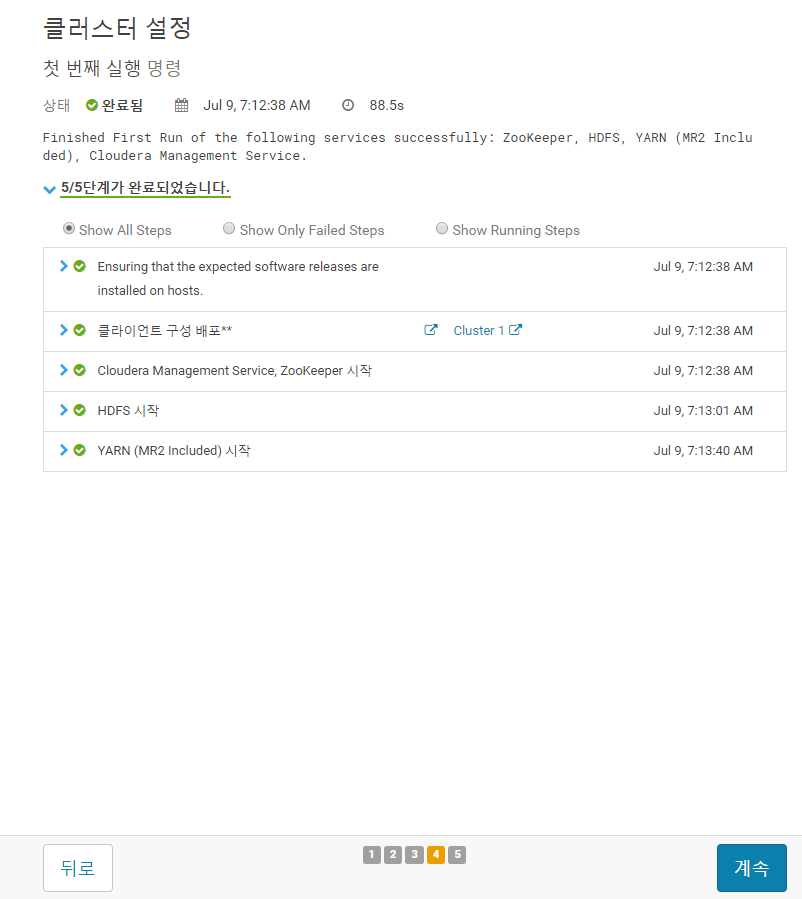 클러스터 설정
첫 번째 실행 명령
상태 완료됨 Jul 9, 7:12:38 AM 88.5s
Finished First Run of the following services successfully: ZooKeeper, HDFS, YARN (MR2 Inclu
ded), Cloudera Management Service.
5/5단계가 완료되었습니다.
Show All Steps Show Only Failed Steps Show Running Steps
Ensuring that the expected software releases are Jul 9, 7:12:38 AM
installed on hosts.
클라이언트 구성 배포** Cluster 1 Jul 9, 7:12:38 AM
Cloudera Management Service, ZooKeeper 시작 Jul 9, 7:12:38 AM
HDFS 시작 Jul 9, 7:13:01 AM
YARN (MR2 Included) 시작 Jul 9, 7:13:40 AM
뒤로 1 2 3 4 5 계속